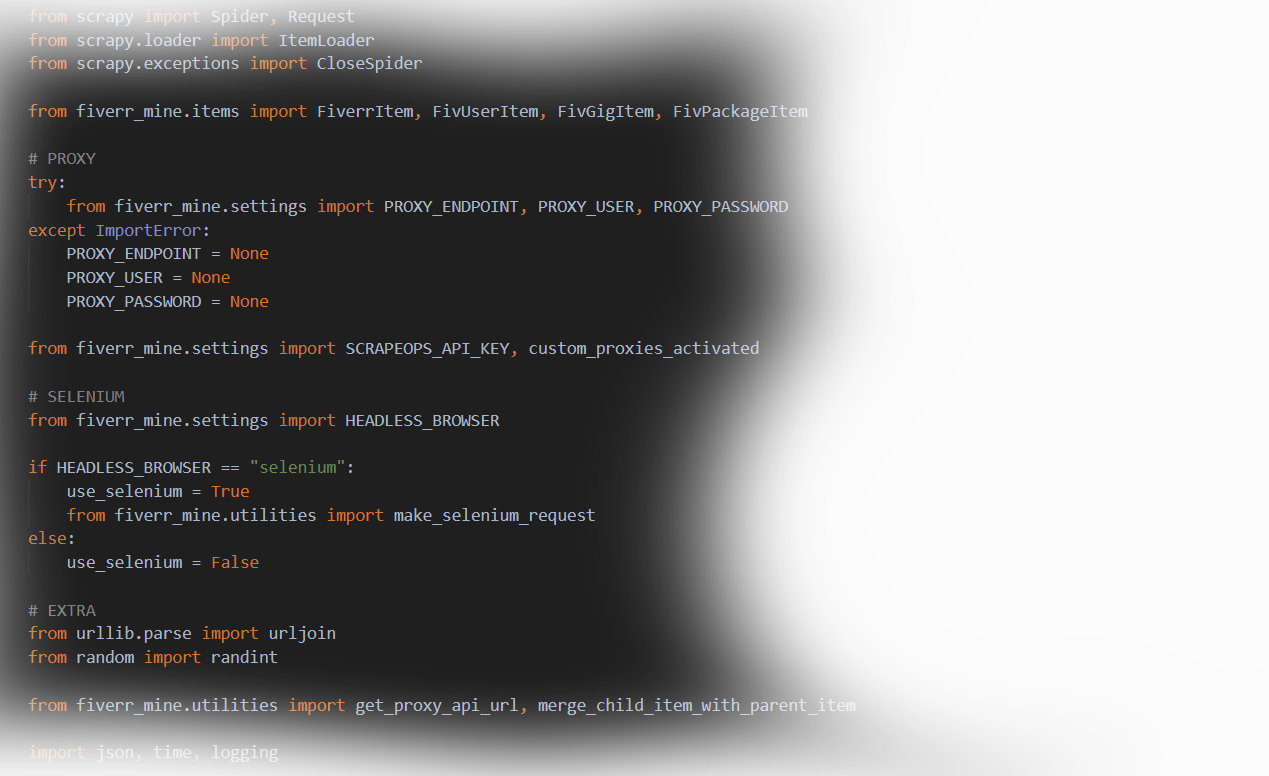 from scrapy import Spider, Request
from scrapy.loader import ItemLoader
from scrapy.exceptions import CloseSpider

from fiverr_mine.items import FiverrItem, FivUserItem, FivGigItem, FivPackageItem

# PROXY
try:
    from fiverr_mine.settings import PROXY_ENDPOINT, PROXY_USER, PROXY_PASSWORD
except ImportError:
    PROXY_ENDPOINT = None
    PROXY_USER = None
    PROXY_PASSWORD = None

from fiverr_mine.settings import SCRAPEOPS_API_KEY, custom_proxies_activated

# SELENIUM
from fiverr_mine.settings import HEADLESS_BROWSER

if HEADLESS_BROWSER == "selenium":
    use_selenium = True
    from fiverr_mine.utilities import make_selenium_request
else:
    use_selenium = False

# EXTRA
from urllib.parse import urljoin
from random import randint

from fiverr_mine.utilities import get_proxy_api_url, merge_child_item_with_parent_item

import json, time, logging